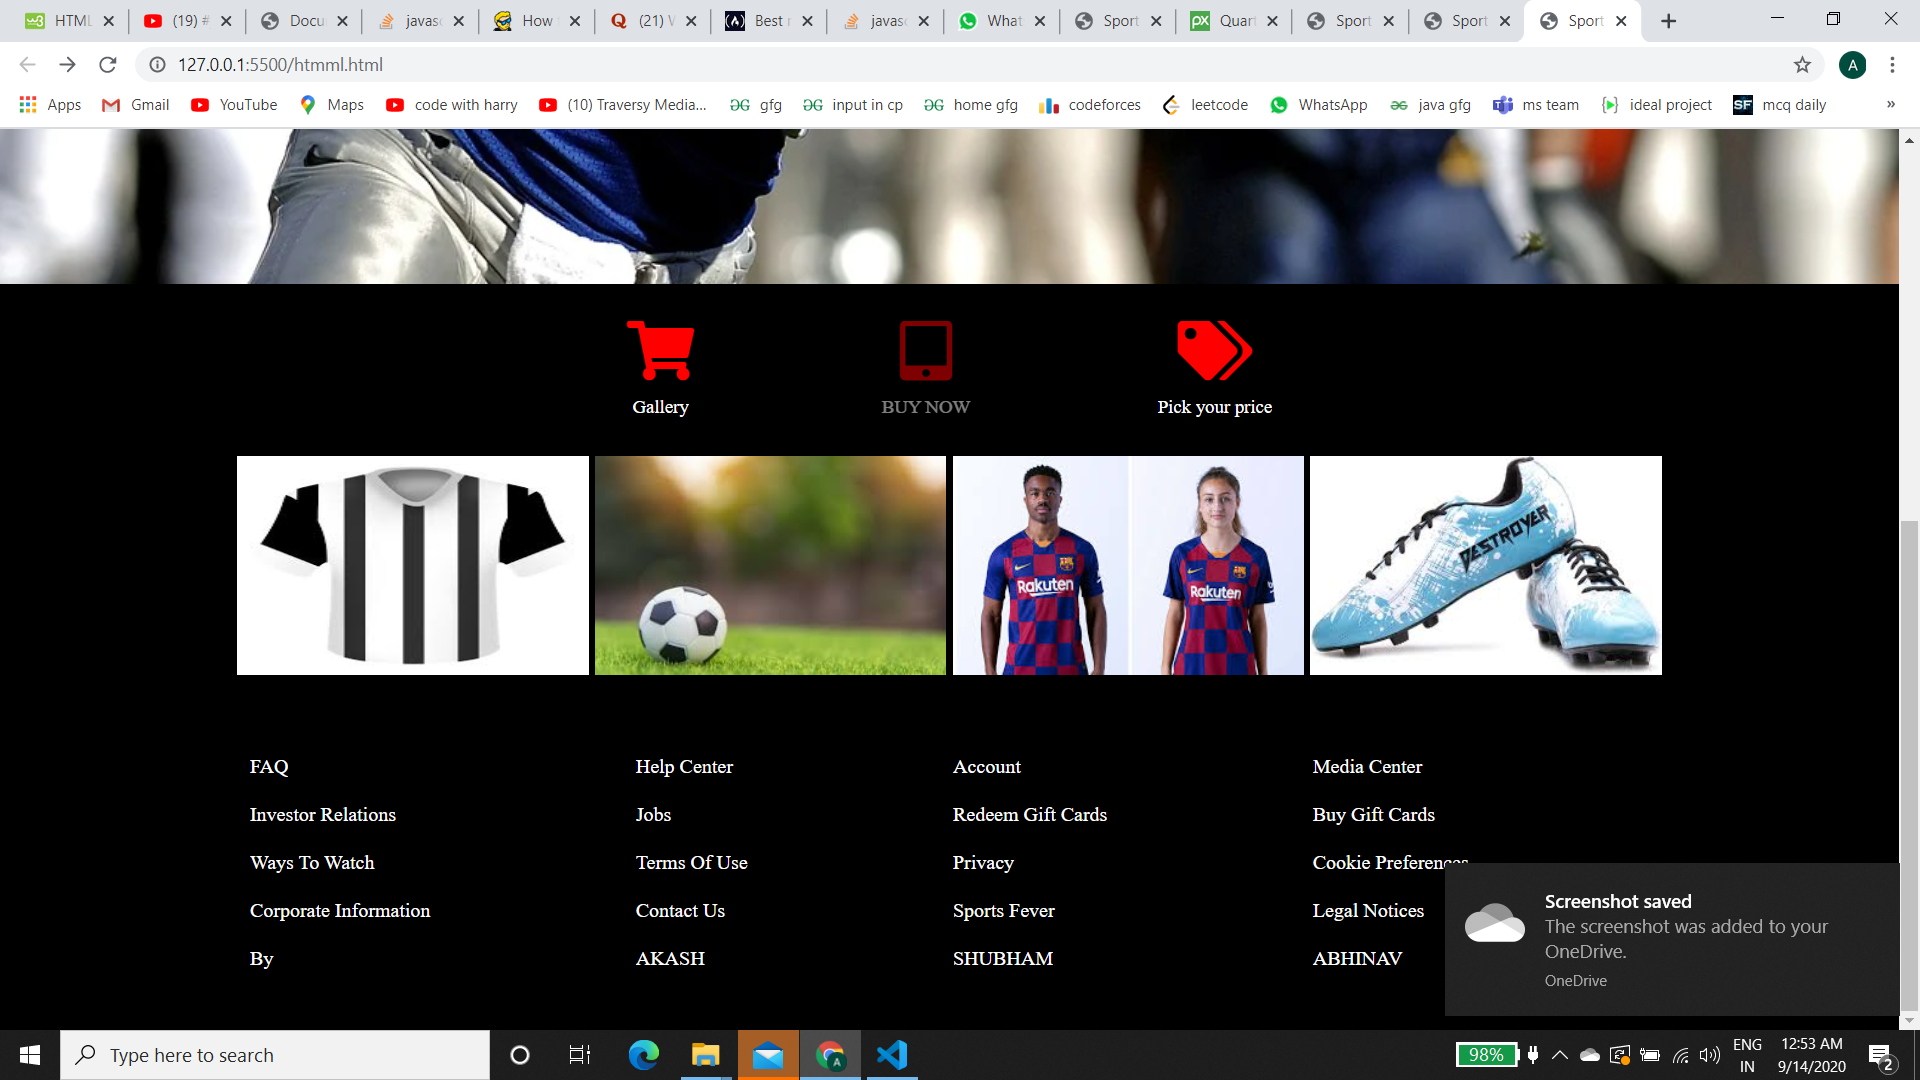 HTML
(19) #
Docu
javasc
How
(21) W
Best r
javasc
What
Sport
Quar
Sport
Sport
Sport
127.0.0.1:5500/htmml.html
A
Apps
Gmail
YouTube
Maps
code with harry
(10) Traversy Media...
gfg
input in cp
home gfg
codeforces
leetcode
WhatsApp
java gfg
ms team
ideal project
SF
mcq daily
»
Gallery
BUY NOW
Pick your price
Rakuten
Rakuten
DESTROYER
FAQ
Help Center
Account
Media Center
Investor Relations
Jobs
Redeem Gift Cards
Buy Gift Cards
Ways To Watch
Terms Of Use
Privacy
Cookie Preferences
Corporate Information
Contact Us
Sports Fever
Legal Notices
By
AKASH
SHUBHAM
ABHINAV
Screenshot saved
The screenshot was added to your
OneDrive.
OneDrive
Type here to search
98%
ENG
IN
12:53 AM
9/14/2020
2